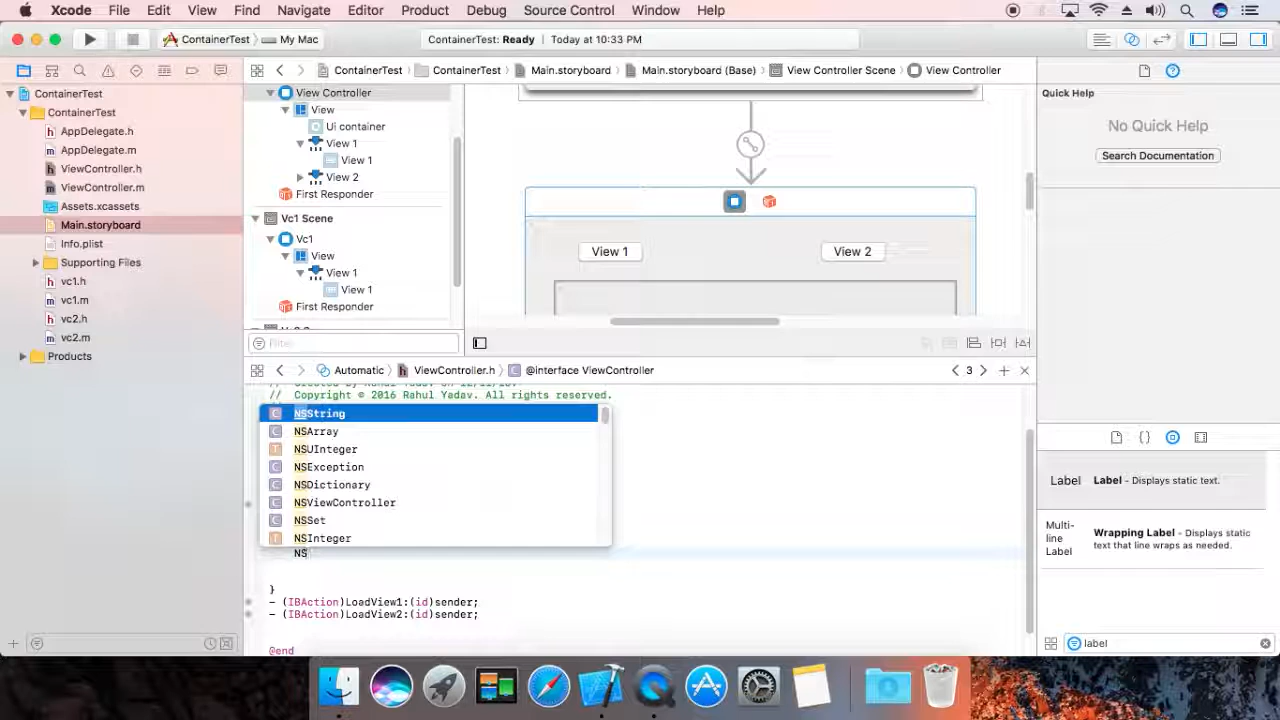 Xcode File Edit View Find Navigate Editor Product Debug Source Control Window Help
ContainerTest My Mac
ContainerTest: Ready | Today at 10:33 PM
ContainerTest
ContainerTest
AppDelegate.h
AppDelegate.m
ViewController.h
ViewController.m
Assets.xcassets
Main.storyboard
Info.plist
Supporting Files
vc1.h
vc1.m
vc2.h
vc2.m
Products
ContainerTest ContainerTest Main.storyboard Main.storyboard (Base) View Controller Scene View Controller
View Controller
View
Ui container
View 1
View 1
View 2
First Responder
Vc1 Scene
Vc1
View
View 1
View 1
First Responder
Filter
View 1 View 2
Automatic ViewController.h @interface ViewController
3
// Copyright © 2016 Rahul Yadav. All rights reserved.
NSString
NSArray
NSUInteger
NSException
NSDictionary
NSViewController
NSSet
NSInteger
NS
}
- (IBAction)LoadView1:(id)sender;
- (IBAction)LoadView2:(id)sender;
@end
Quick Help
No Quick Help
Search Documentation
Label Label - Displays static text.
Multi-line Label
Wrapping Label - Displays static text that line wraps as needed.
label